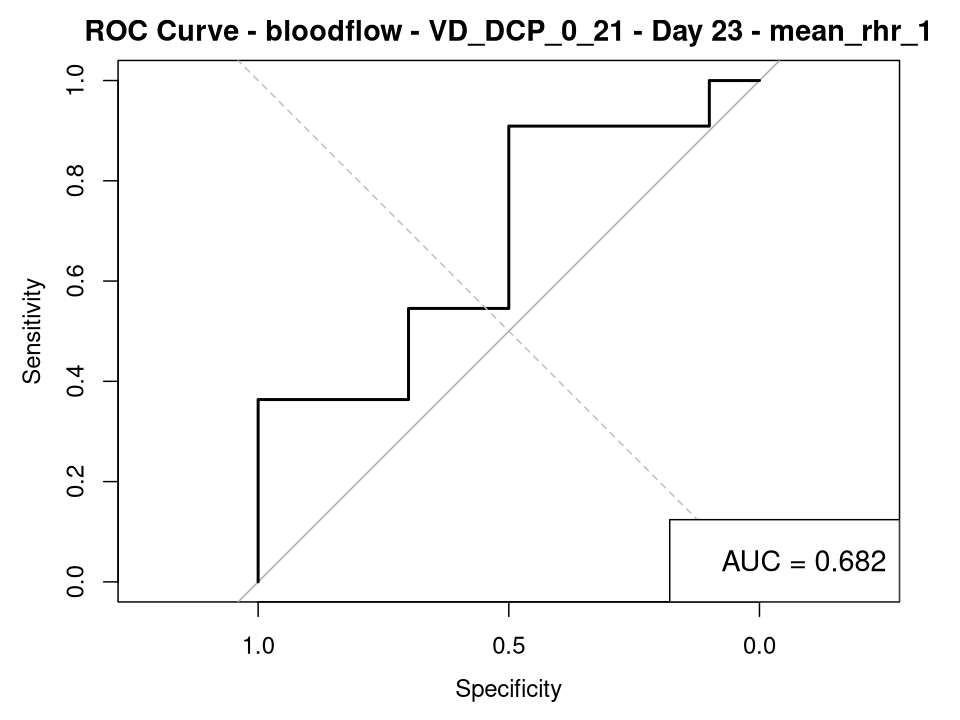 ROC Curve - bloodflow - VD_DCP_0_21 - Day 23 - mean_rhr_1
Sensitivity
1.0
0.8
0.6
0.4
0.2
0.0
AUC = 0.682
1.0 0.5 0.0
Specificity